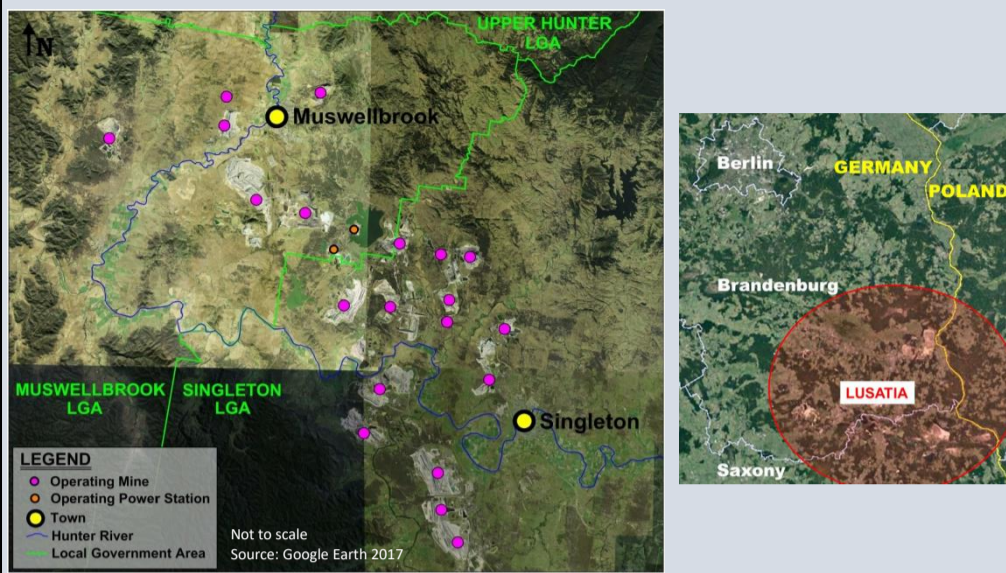 N
UPPER HUNTER
LGA
Muswellbrook
MUSWELLBROOK
LGA
SINGLETON
LGA
Singleton
LEGEND
Operating Mine
Operating Power Station
Town
Hunter River
Local Government Area
Not to scale
Source: Google Earth 2017
Berlin
GERMANY
POLAND
Brandenburg
LUSATIA
Saxony